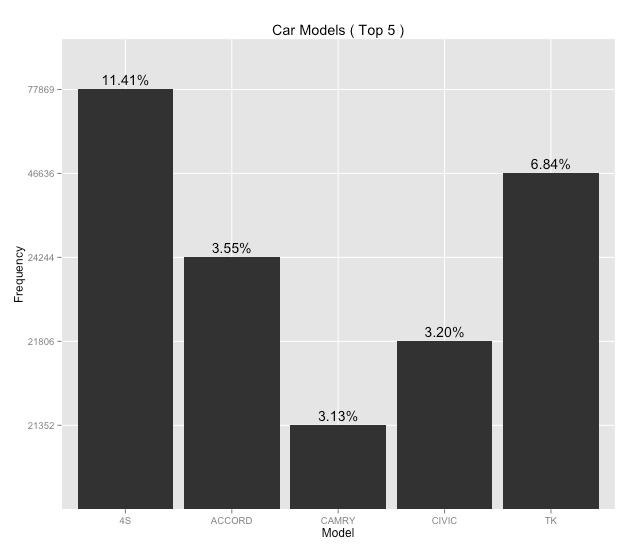 Car Models ( Top 5 )
11.41%
77869
6.84%
46636
3.55%
24244
3.20%
21806
3.13%
21352
Frequency
4S ACCORD CAMRY CIVIC TK
Model